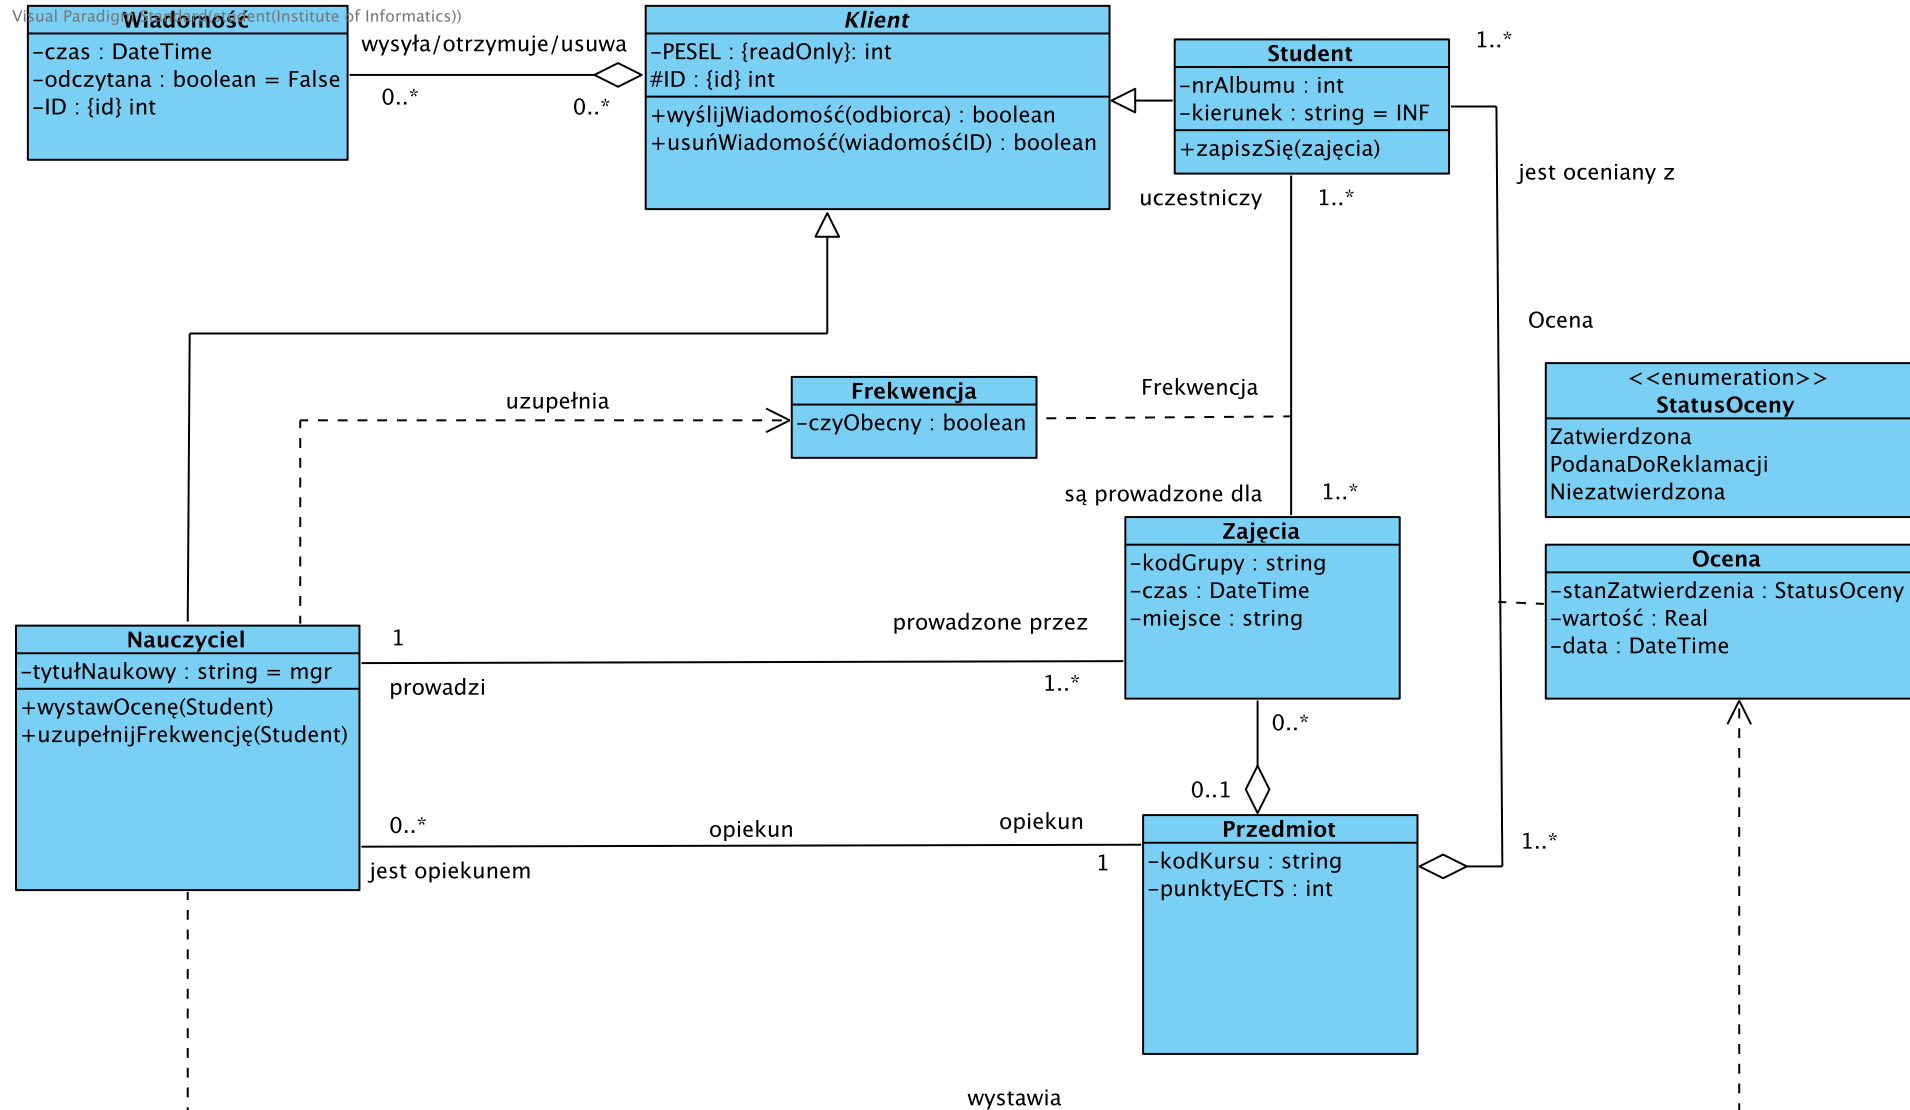 Visual Paradigm Standard(student(Institute of Informatics))
Wiadomość
-czas : DateTime
-odczytana : boolean = False
-ID : {id} int
wysyła/otrzymuje/usuwa
0..*
0..*
Klient
-PESEL : {readOnly}: int
#ID : {id} int
+wyślijWiadomość(odbiorca) : boolean
+usuńWiadomość(wiadomośćID) : boolean
Student
-nrAlbumu : int
-kierunek : string = INF
+zapiszSię(zajęcia)
1..*
jest oceniany z
uczestniczy
1..*
Ocena
uzupełnia
Frekwencja
-czyObecny : boolean
Frekwencja
<<enumeration>>
StatusOceny
Zatwierdzona
PodanaDoReklamacji
Niezatwierdzona
są prowadzone dla
1..*
Zajęcia
-kodGrupy : string
-czas : DateTime
-miejsce : string
Ocena
-stanZatwierdzenia : StatusOceny
-wartość : Real
-data : DateTime
Nauczyciel
-tytułNaukowy : string = mgr
+wystawOcenę(Student)
+uzupełnijFrekwencję(Student)
1
prowadzone przez
prowadzi
1..*
0..*
0..1
0..*
opiekun
opiekun
jest opiekunem
1
Przedmiot
-kodKursu : string
-punktyECTS : int
1..*
wystawia